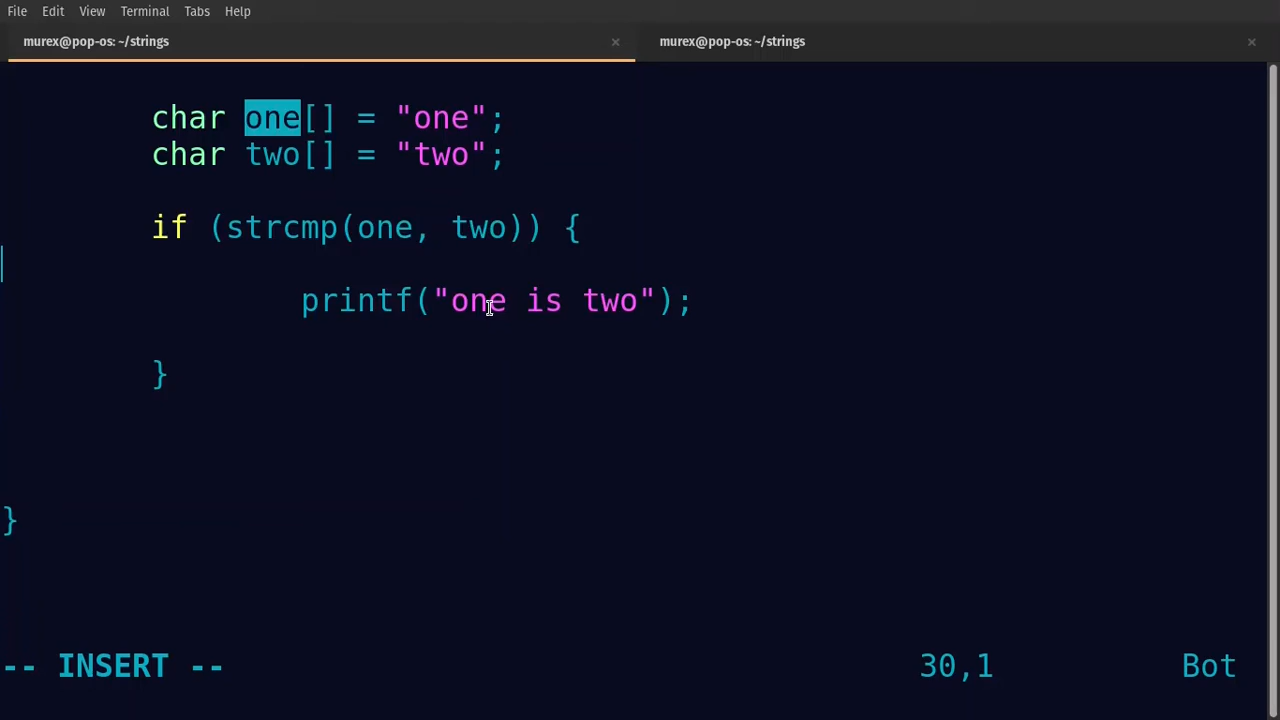 File Edit View Terminal Tabs Help
murex@pop-os: ~/strings × murex@pop-os: ~/strings ×
char one[] = "one";
char two[] = "two";
if (strcmp(one, two)) {
printf("one is two");
}
}
-- INSERT -- 30,1 Bot